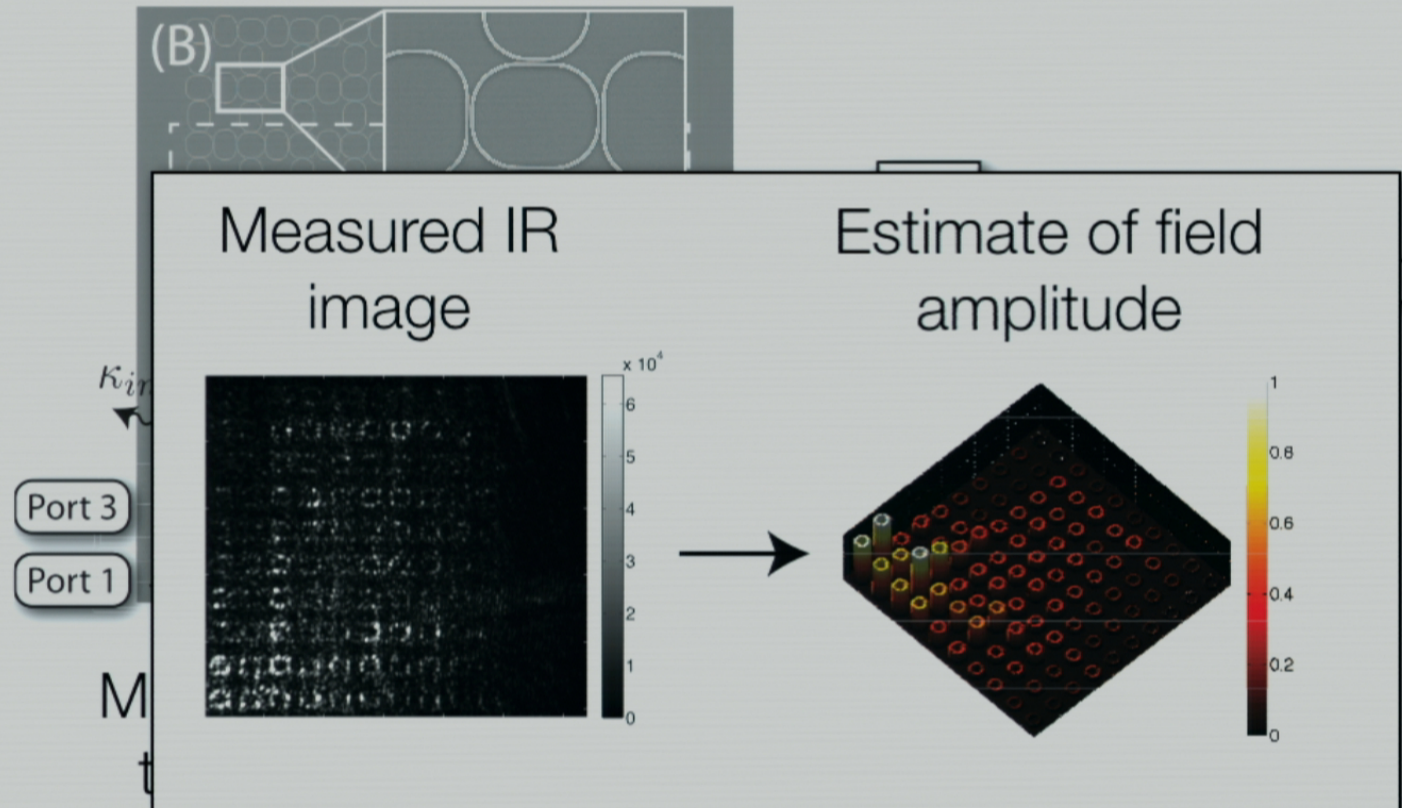 (B)
Measured IR
image
Estimate of field
amplitude
x 10⁴
6
5
4
3
2
1
0
1
0.8
0.6
0.4
0.2
0
Port 3
Port 1
M
t